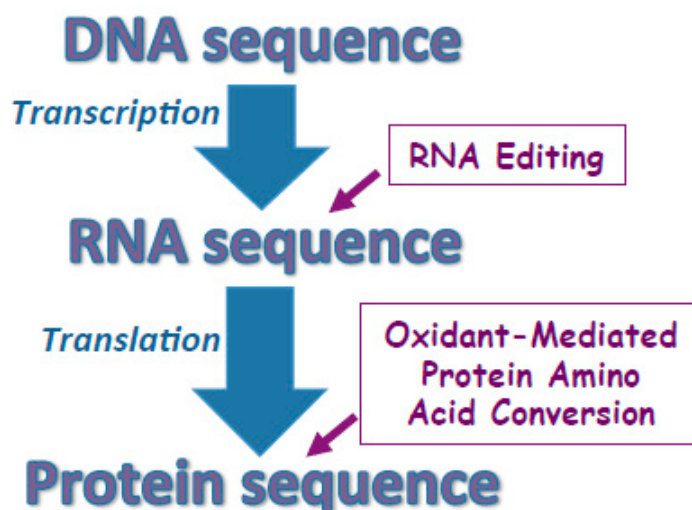 DNA sequence
Transcription
RNA Editing
RNA sequence
Translation
Oxidant-Mediated
Protein Amino
Acid Conversion
Protein sequence